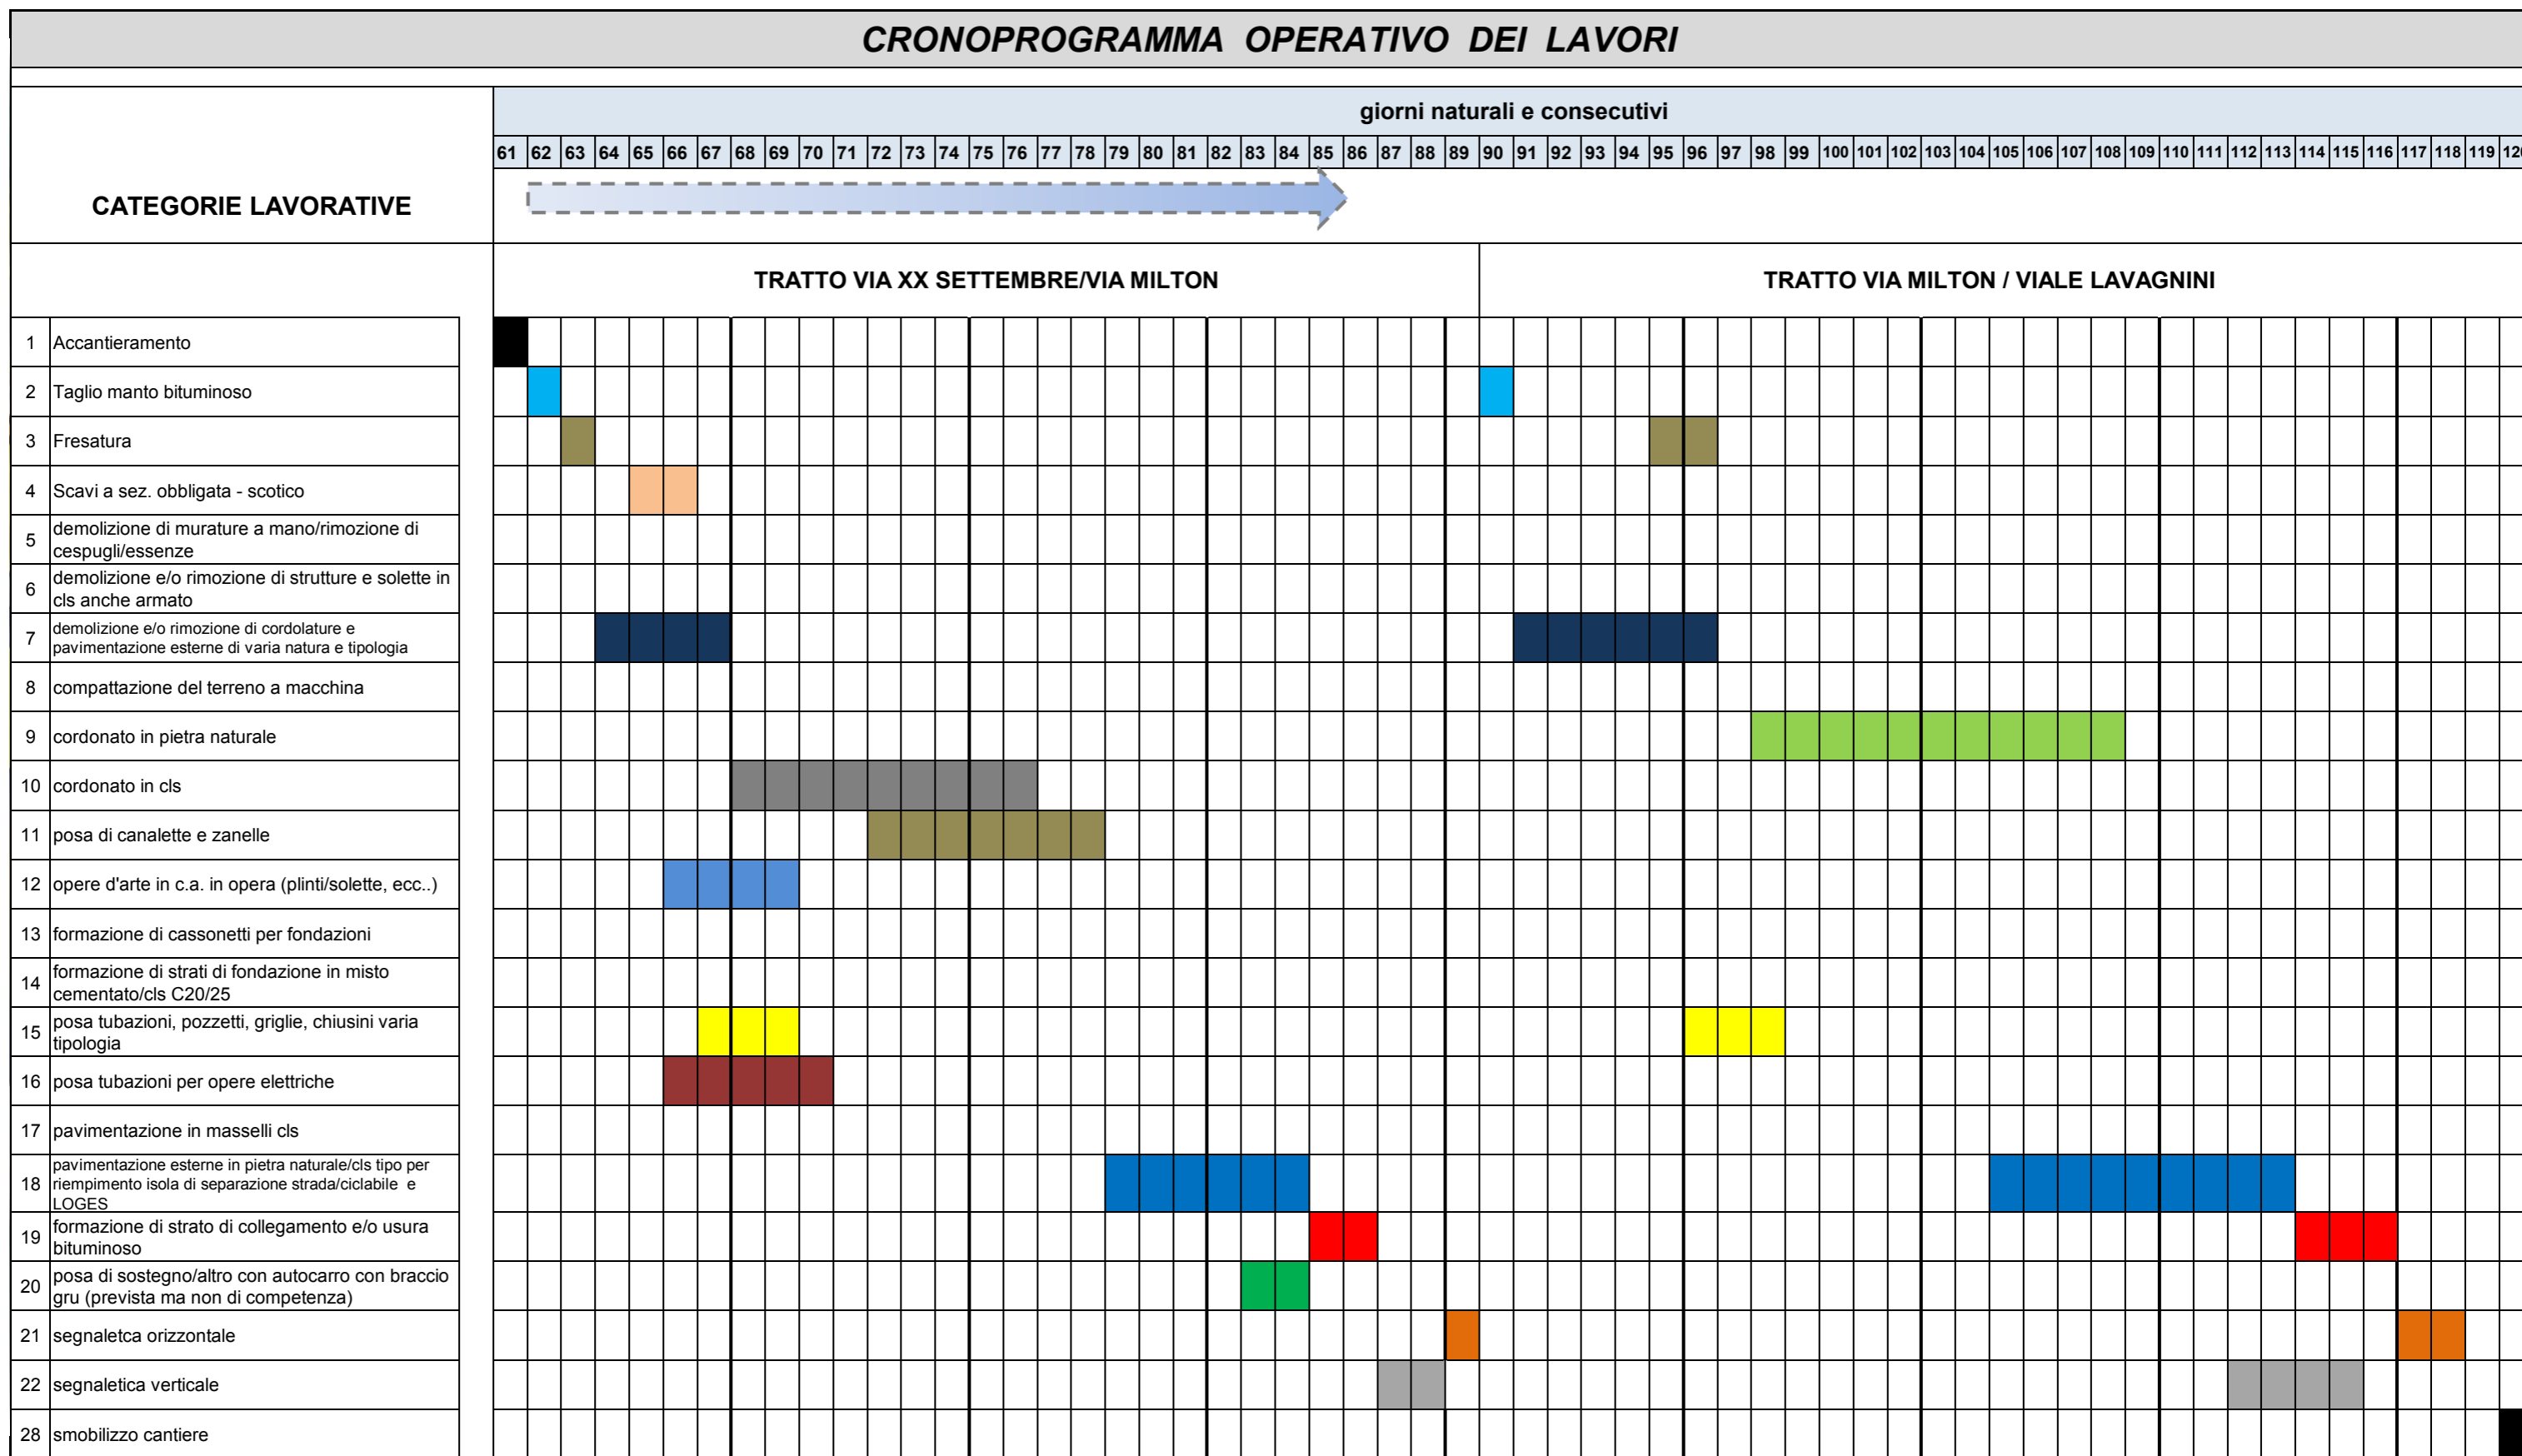 CRONOPROGRAMMA OPERATIVO DEI LAVORI
giorni naturali e consecutivi
61 62 63 64 65 66 67 68 69 70 71 72 73 74 75 76 77 78 79 80 81 82 83 84 85 86 87 88 89 90 91 92 93 94 95 96 97 98 99 100 101 102 103 104 105 106 107 108 109 110 111 112 113 114 115 116 117 118 119 120
CATEGORIE LAVORATIVE
TRATTO VIA XX SETTEMBRE/VIA MILTON
TRATTO VIA MILTON / VIALE LAVAGNINI
1 Accantieramento
2 Taglio manto bituminoso
3 Fresatura
4 Scavi a sez. obbligata - scotico
5 demolizione di murature a mano/rimozione di
cespugli/essenze
6 demolizione e/o rimozione di strutture e solette in
cls anche armato
7 demolizione e/o rimozione di cordolature e
pavimentazione esterne di varia natura e tipologia
8 compattazione del terreno a macchina
9 cordonato in pietra naturale
10 cordonato in cls
11 posa di canalette e zanelle
12 opere d'arte in c.a. in opera (plinti/solette, ecc..)
13 formazione di cassonetti per fondazioni
14 formazione di strati di fondazione in misto
cementato/cls C20/25
15 posa tubazioni, pozzetti, griglie, chiusini varia
tipologia
16 posa tubazioni per opere elettriche
17 pavimentazione in masselli cls
18 pavimentazione esterne in pietra naturale/cls tipo per
riempimento isola di separazione strada/ciclabile e
LOGES
19 formazione di strato di collegamento e/o usura
bituminoso
20 posa di sostegno/altro con autocarro con braccio
gru (prevista ma non di competenza)
21 segnaletca orizzontale
22 segnaletica verticale
28 smobilizzo cantiere